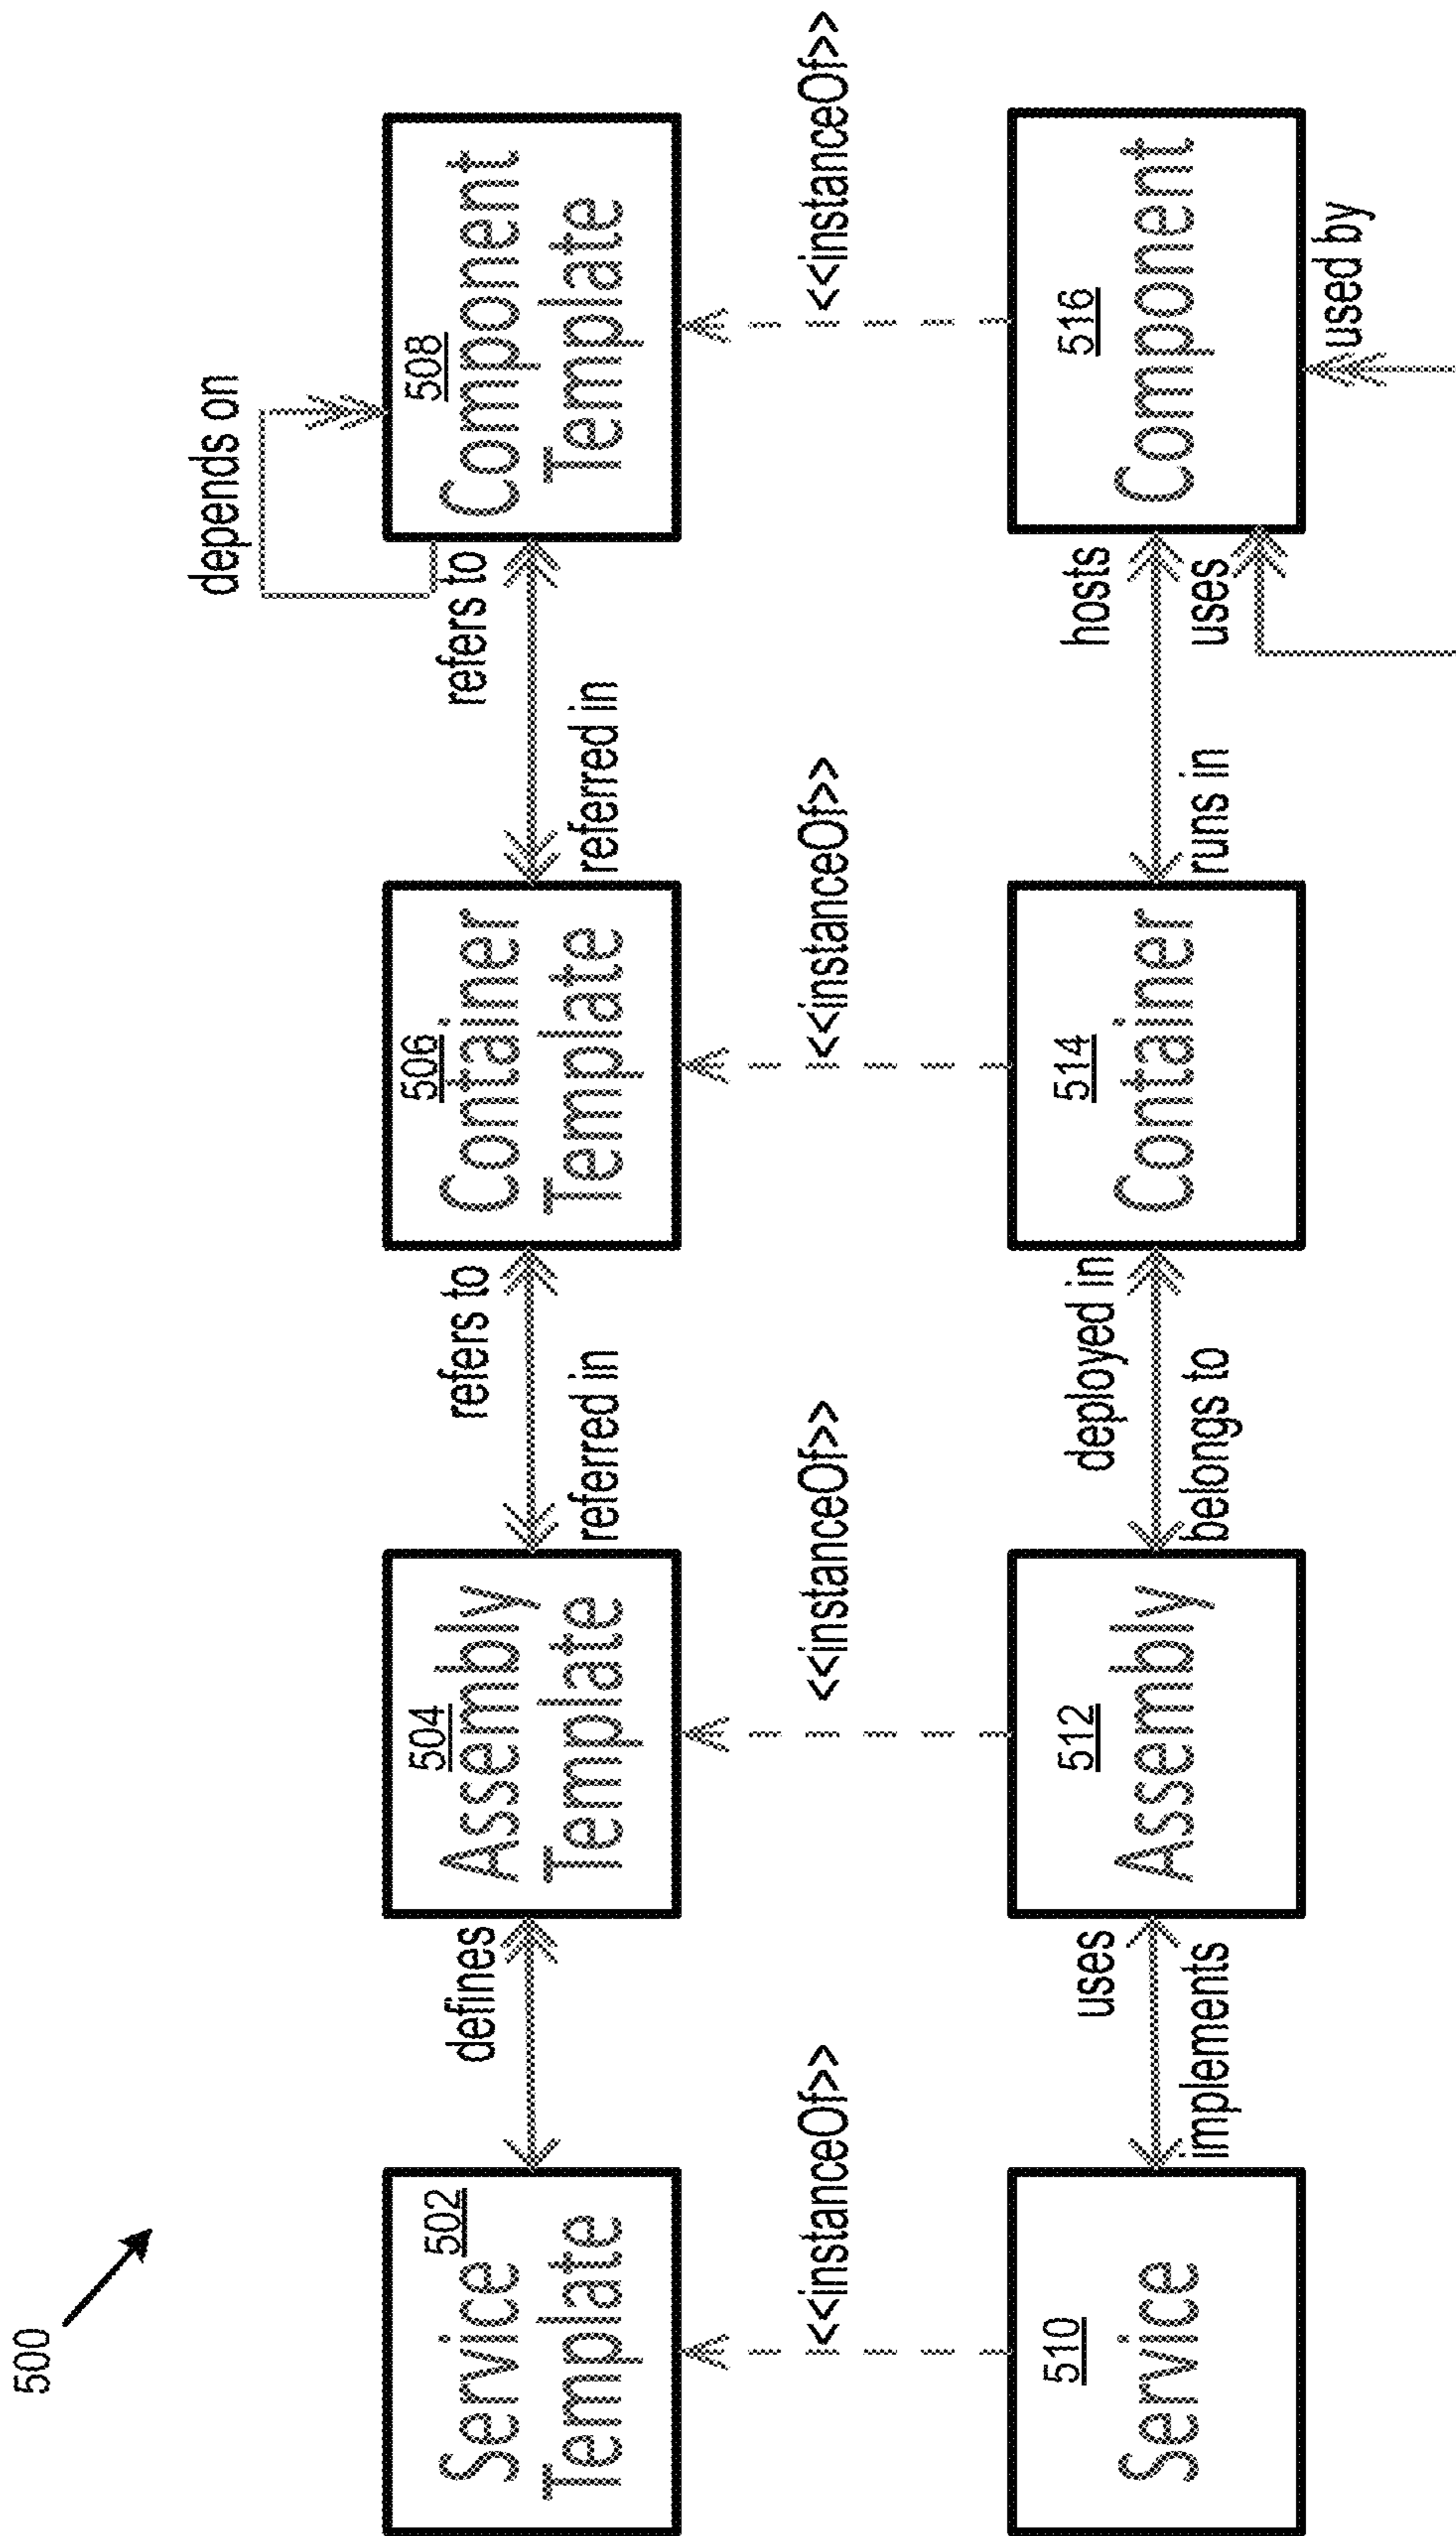 500
depends on
502
Service
Template
defines
504
Assembly
Template
refers to
referred in
506
Container
Template
refers to
referred in
508
Component
Template
<<instanceOf>>
<<instanceOf>>
<<instanceOf>>
<<instanceOf>>
510
Service
uses
implements
512
Assembly
deployed in
belongs to
514
Container
hosts
runs in
uses
516
Component
used by